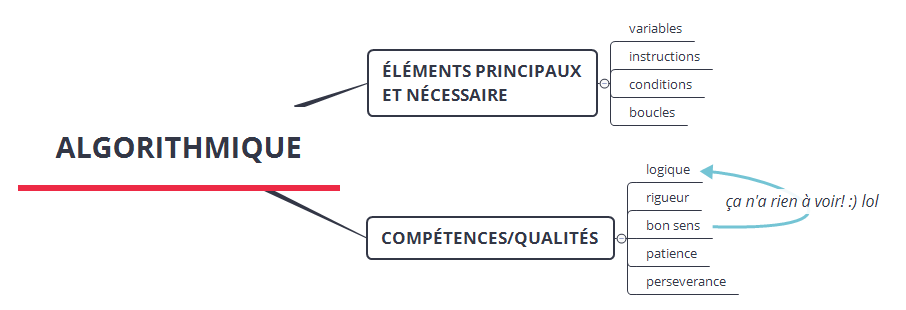 ALGORITHMIQUE
ÉLÉMENTS PRINCIPAUX
ET NÉCESSAIRE
variables
instructions
conditions
boucles
COMPÉTENCES/QUALITÉS
logique
rigueur
bon sens
patience
perseverance
ça n'a rien à voir! :) lol